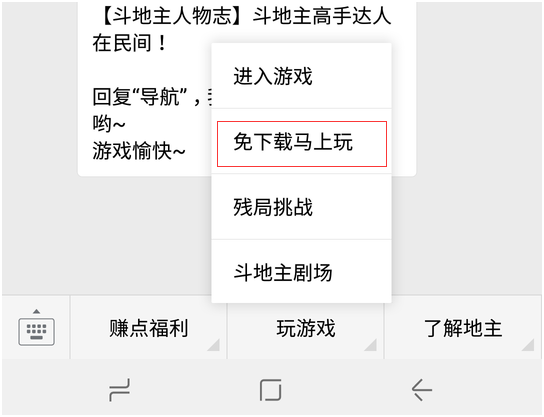 【斗地主人物志】斗地主高手达人
在民间！
回复“导航”，
哟~
游戏愉快~
进入游戏
免下载马上玩
残局挑战
斗地主剧场
赚点福利
玩游戏
了解地主